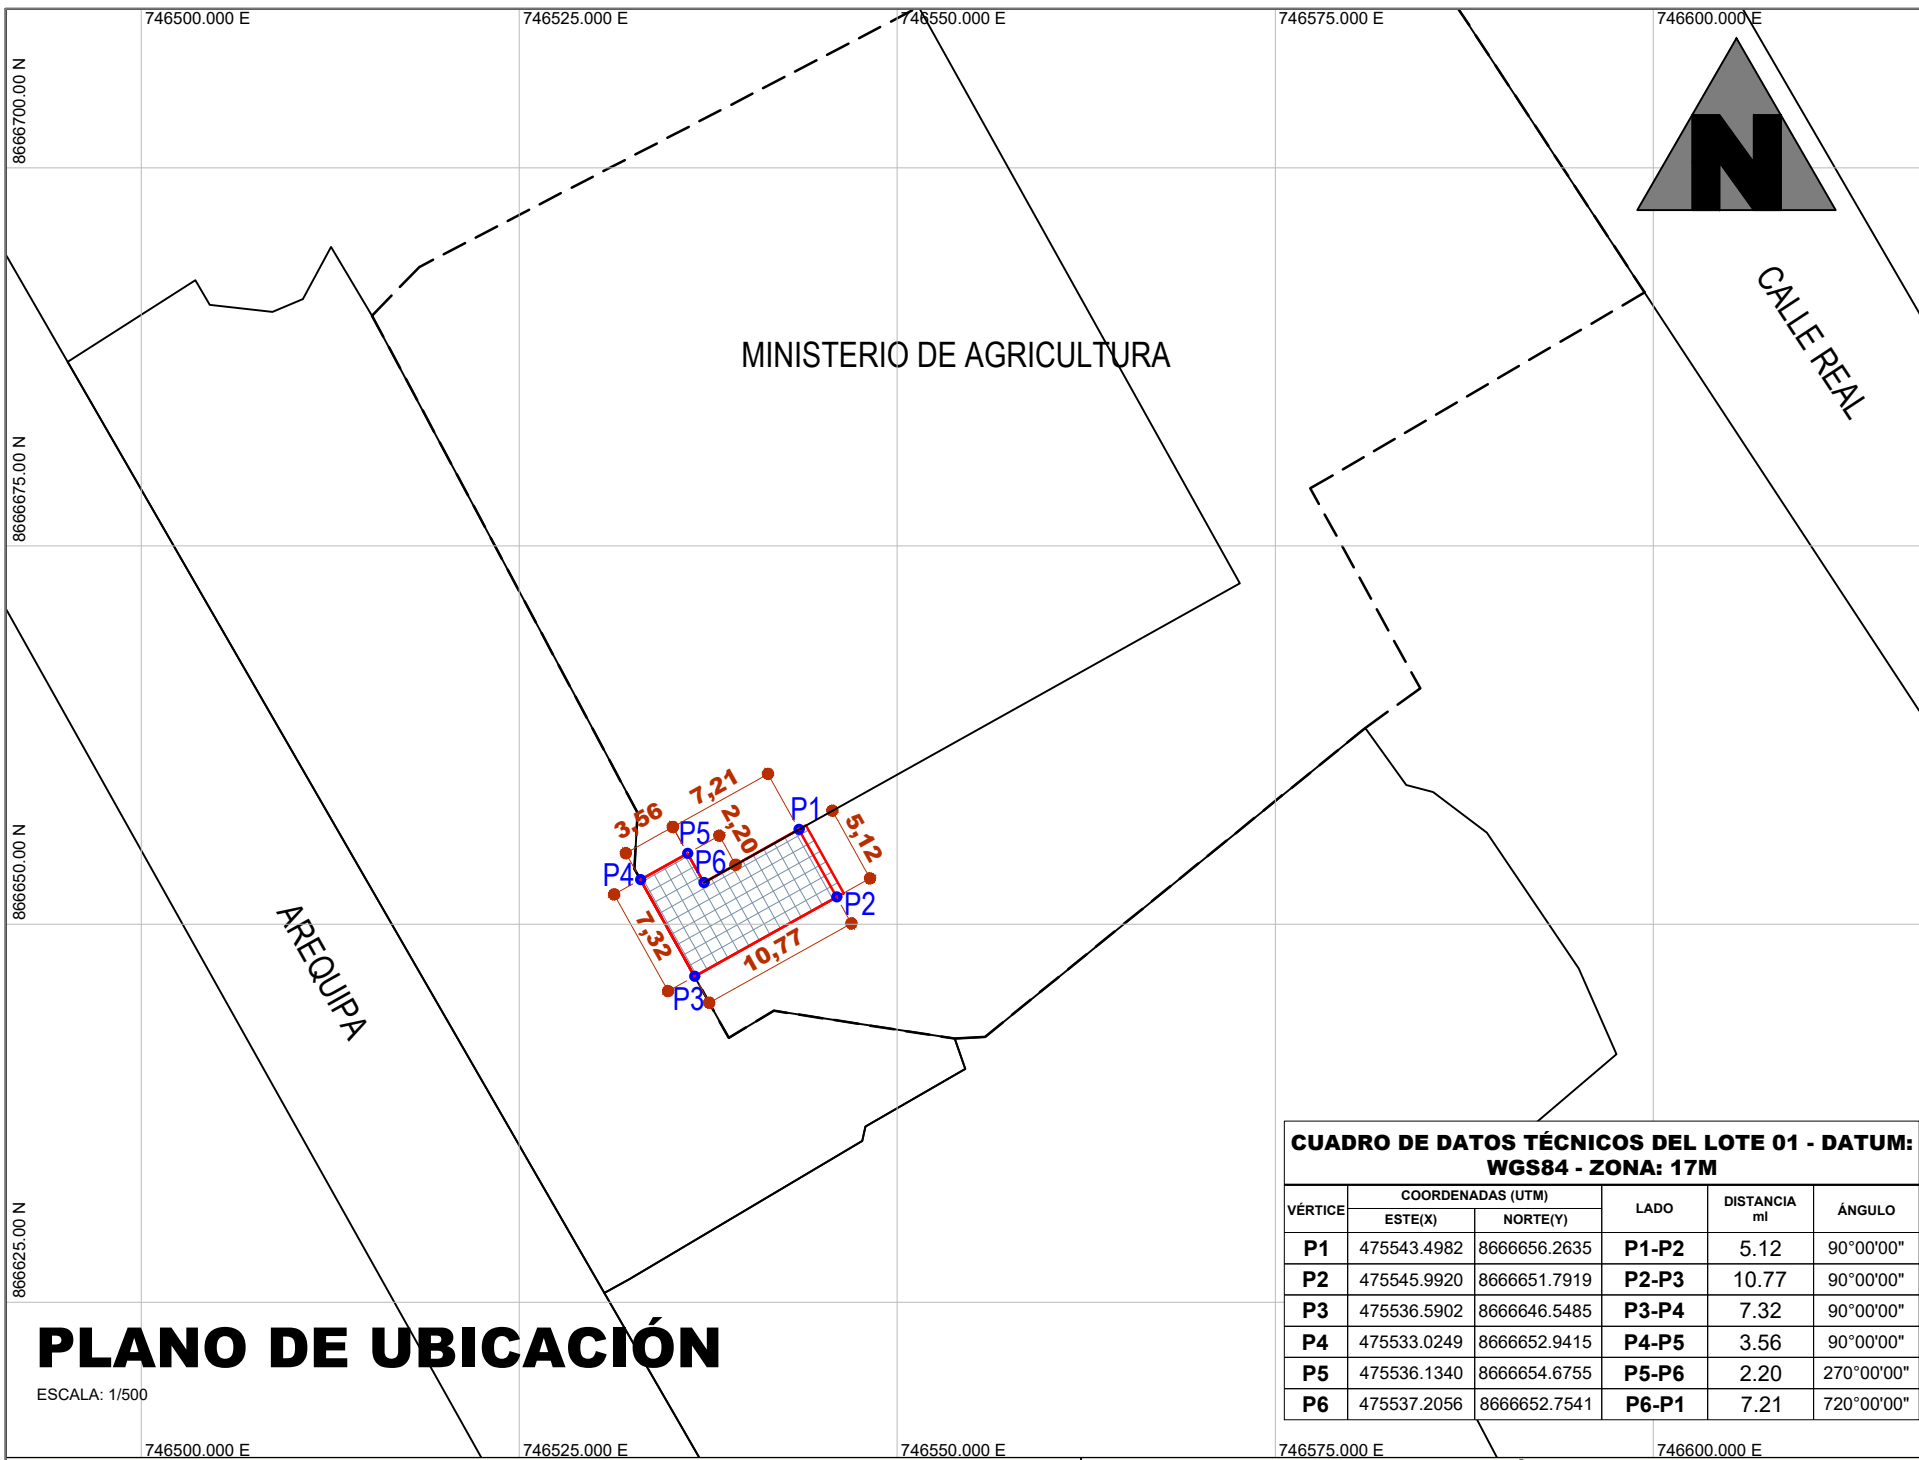 746500.000 E
746525.000 E
746550.000 E
746575.000 E
746600.000 E
8666700.00 N
8666675.00 N
8666650.00 N
8666625.00 N
N
CALLE REAL
MINISTERIO DE AGRICULTURA
AREQUIPA
7,21
3,56
2,20
5,12
7,32
10,77
P1
P5
P6
P4
P2
P3
CUADRO DE DATOS TÉCNICOS DEL LOTE 01 - DATUM:
WGS84 - ZONA: 17M
VÉRTICE COORDENADAS (UTM) LADO DISTANCIA ml ÁNGULO
ESTE(X) NORTE(Y)
P1 475543.4982 8666656.2635 P1-P2 5.12 90°00'00"
P2 475545.9920 8666651.7919 P2-P3 10.77 90°00'00"
P3 475536.5902 8666646.5485 P3-P4 7.32 90°00'00"
P4 475533.0249 8666652.9415 P4-P5 3.56 90°00'00"
P5 475536.1340 8666654.6755 P5-P6 2.20 270°00'00"
P6 475537.2056 8666652.7541 P6-P1 7.21 720°00'00"
PLANO DE UBICACIÓN
ESCALA: 1/500
746500.000 E
746525.000 E
746550.000 E
746575.000 E
746600.000 E